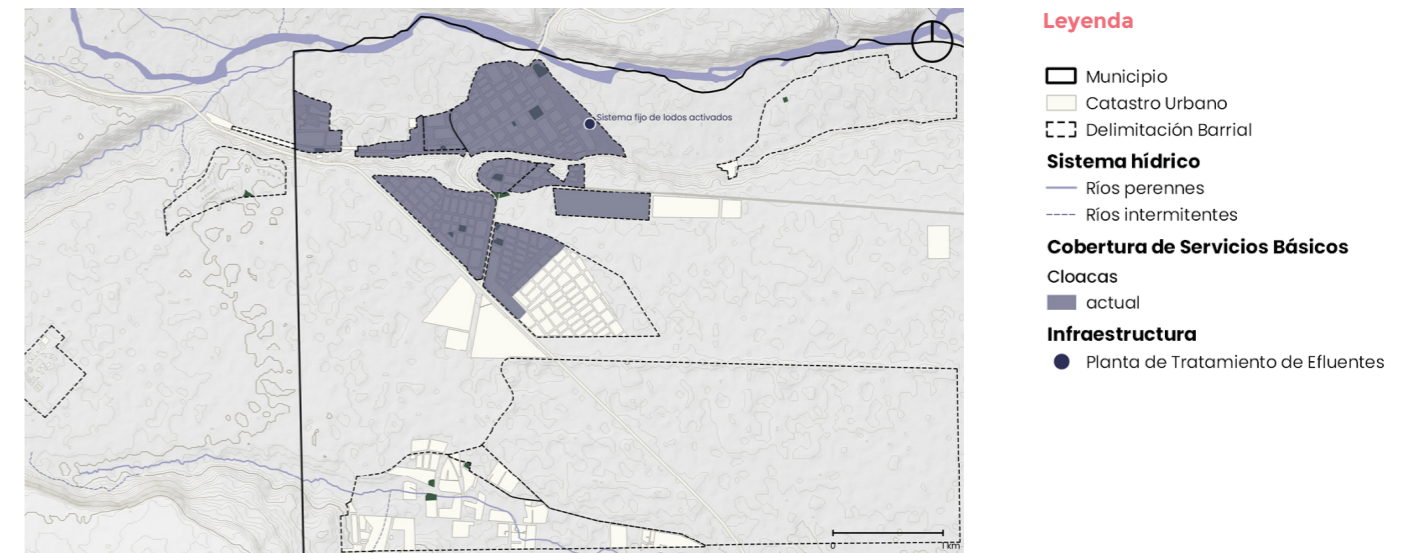 Sistema fijo de lodos activados
0
1 km
Leyenda
Municipio
Catastro Urbano
Delimitación Barrial
Sistema hídrico
Ríos perennes
Ríos intermitentes
Cobertura de Servicios Básicos
Cloacas
actual
Infraestructura
Planta de Tratamiento de Efluentes